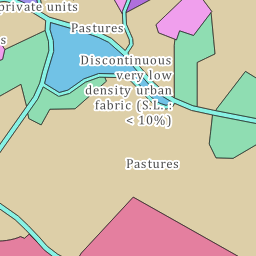 private units
Pastures
s
Discontinuous
very low
density urban
fabric (S.L. :
< 10%)
Pastures